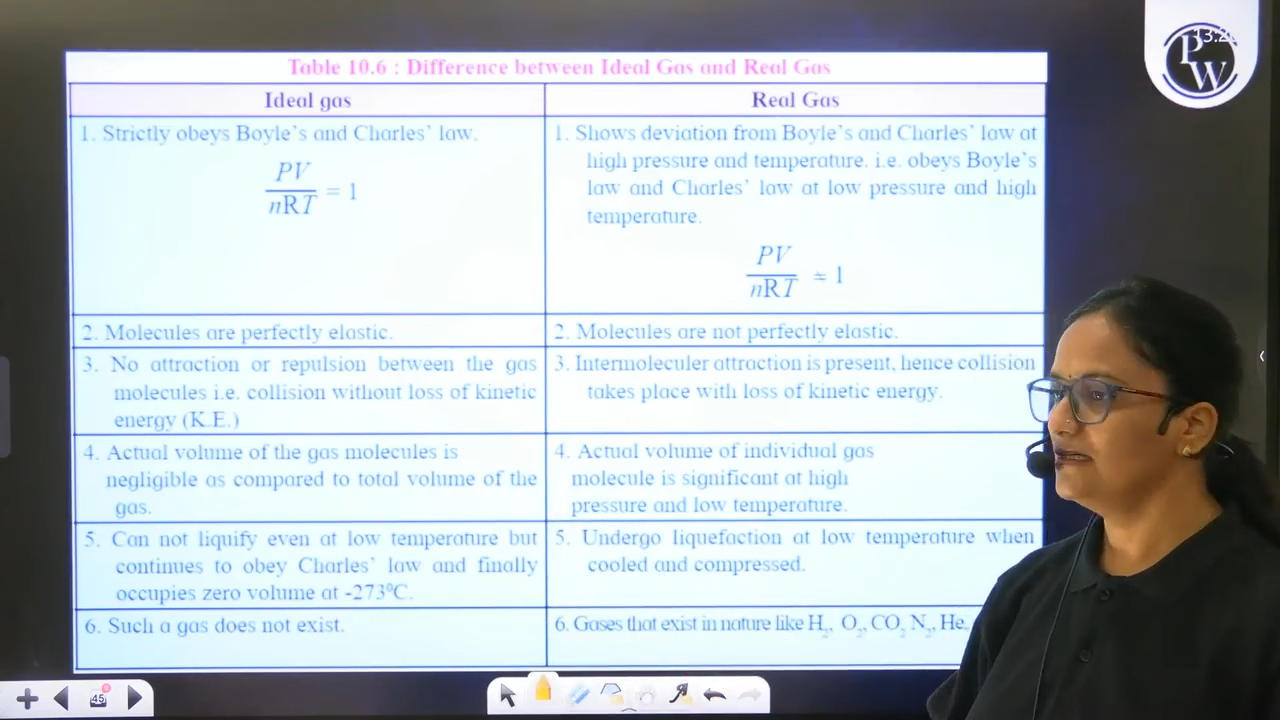 Table 10.6 : Difference between Ideal Gas and Real Gas
Ideal gas
Real Gas
1. Strictly obeys Boyle's and Charles' law.
PV
nRT
= 1
1. Shows deviation from Boyle's and Charles' law at
high pressure and temperature. i.e. obeys Boyle's
law and Charles' law at low pressure and high
temperature.
PV
nRT
≠ 1
2. Molecules are perfectly elastic.
2. Molecules are not perfectly elastic.
3. No attraction or repulsion between the gas
molecules i.e. collision without loss of kinetic
energy (K.E.)
3. Intermoleculer attraction is present, hence collision
takes place with loss of kinetic energy.
4. Actual volume of the gas molecules is
negligible as compared to total volume of the
gas.
4. Actual volume of individual gas
molecule is significant at high
pressure and low temperature.
5. Can not liquify even at low temperature but
continues to obey Charles' law and finally
occupies zero volume at -273⁰C.
5. Undergo liquefaction at low temperature when
cooled and compressed.
6. Such a gas does not exist.
6. Gases that exist in nature like H₂, O₂, CO₂ N₂, He.
PW
45